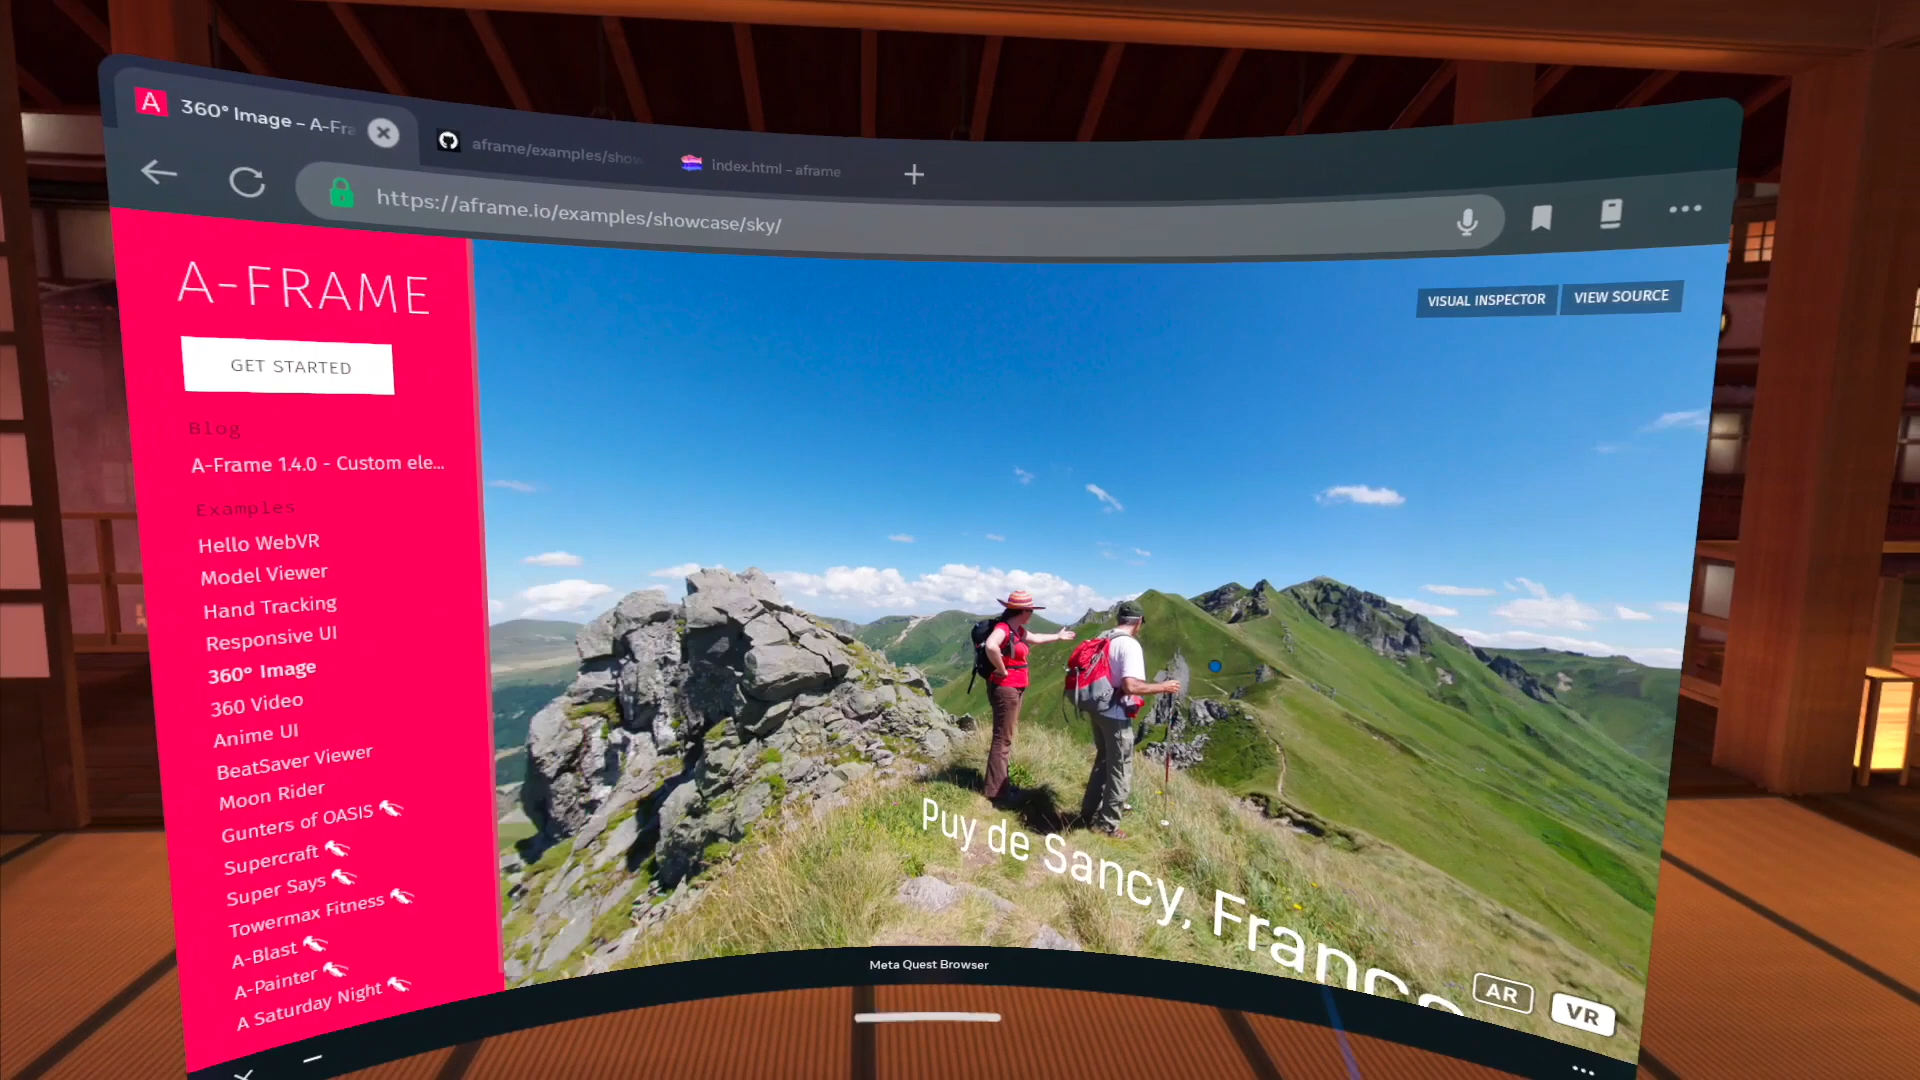 A 360° Image – A-Fra
aframe/examples/show
index.html – aframe
https://aframe.io/examples/showcase/sky/
A-FRAME
GET STARTED
Blog
A-Frame 1.4.0 - Custom ele...
Examples
Hello WebVR
Model Viewer
Hand Tracking
Responsive UI
360° Image
360 Video
Anime UI
BeatSaver Viewer
Moon Rider
Gunters of OASIS
Supercraft
Super Says
Towermax Fitness
A-Blast
A-Painter
A Saturday Night
VISUAL INSPECTOR
VIEW SOURCE
Puy de Sancy, France
AR
VR
Meta Quest Browser